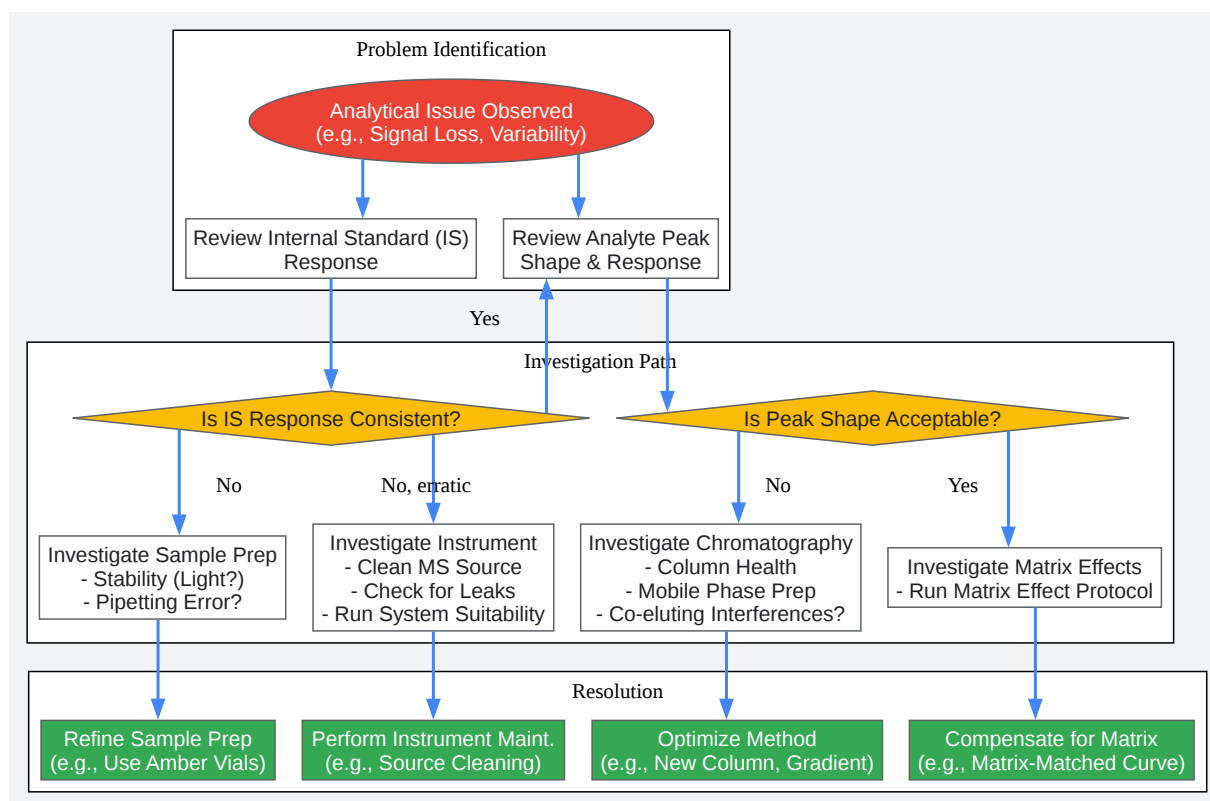 Problem Identification
Analytical Issue Observed
(e.g., Signal Loss, Variability)
Review Internal Standard (IS)
Response
Review Analyte Peak
Shape & Response
Yes
Investigation Path
Is IS Response Consistent?
Is Peak Shape Acceptable?
No
No, erratic
No
Yes
Investigate Sample Prep
- Stability (Light?)
- Pipetting Error?
Investigate Instrument
- Clean MS Source
- Check for Leaks
- Run System Suitability
Investigate Chromatography
- Column Health
- Mobile Phase Prep
- Co-eluting Interferences?
Investigate Matrix Effects
- Run Matrix Effect Protocol
Resolution
Refine Sample Prep
(e.g., Use Amber Vials)
Perform Instrument Maint.
(e.g., Source Cleaning)
Optimize Method
(e.g., New Column, Gradient)
Compensate for Matrix
(e.g., Matrix-Matched Curve)